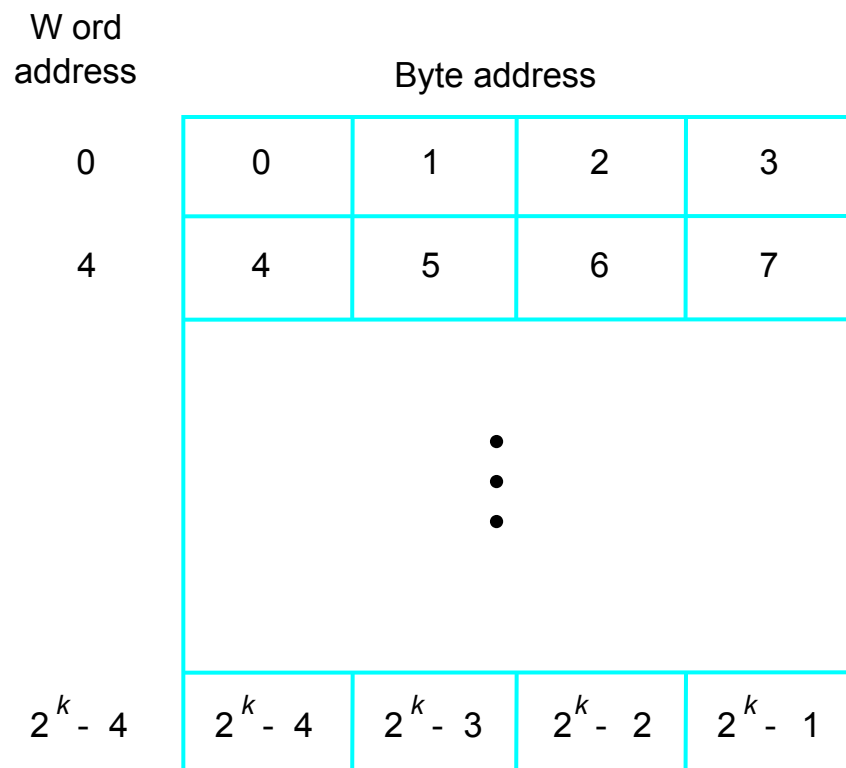 W ord
address
Byte address
0 0 1 2 3
4 4 5 6 7
2^k - 4 2^k - 4 2^k - 3 2^k - 2 2^k - 1